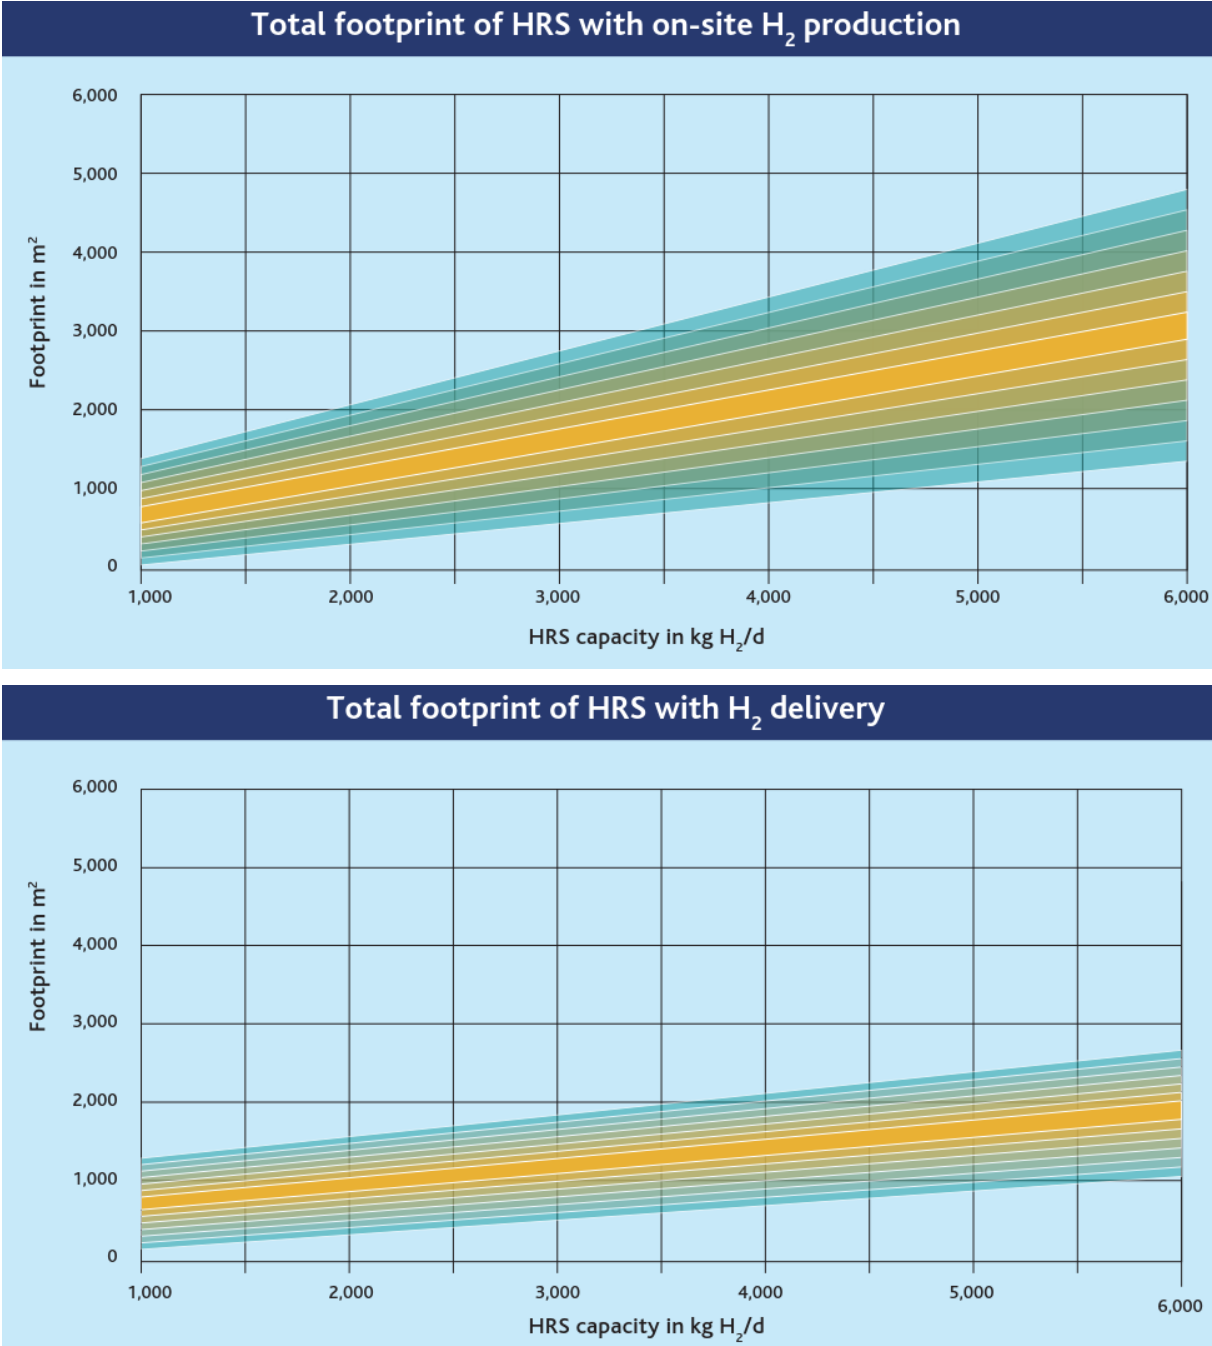 Total footprint of HRS with on-site H₂ production
Footprint in m²
6,000
5,000
4,000
3,000
2,000
1,000
0
1,000 2,000 3,000 4,000 5,000 6,000
HRS capacity in kg H₂/d
Total footprint of HRS with H₂ delivery
Footprint in m²
6,000
5,000
4,000
3,000
2,000
1,000
0
1,000 2,000 3,000 4,000 5,000 6,000
HRS capacity in kg H₂/d